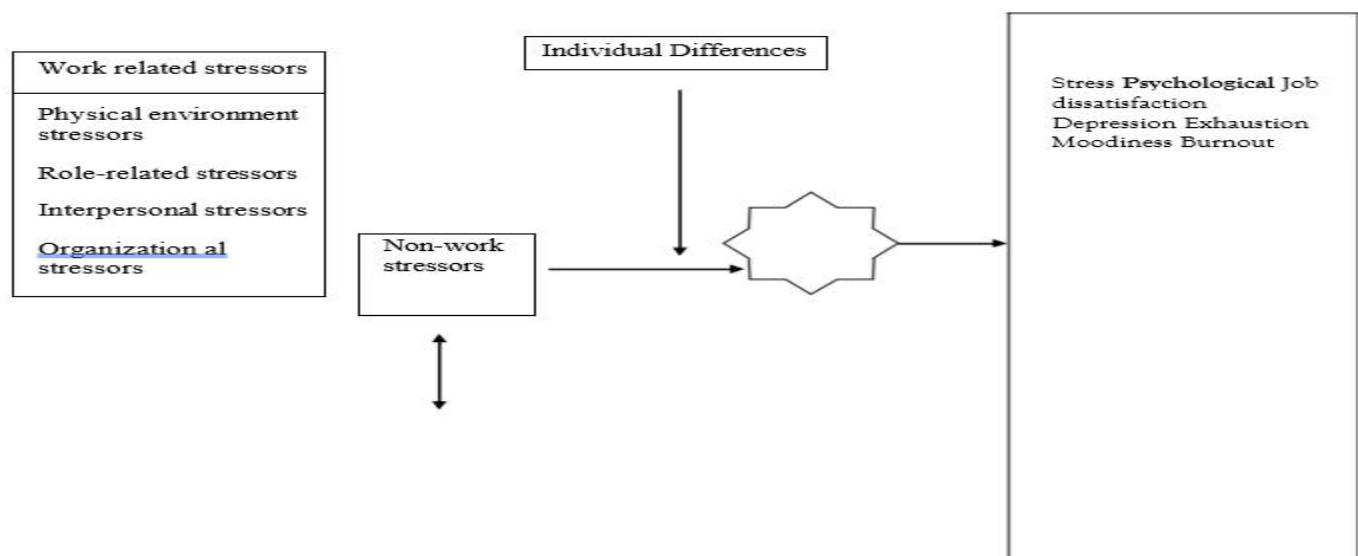 Work related stressors
Physical environment
stressors
Role-related stressors
Interpersonal stressors
Organization al
stressors
Non-work
stressors
Individual Differences
Stress Psychological Job
dissatisfaction
Depression Exhaustion
Moodiness Burnout